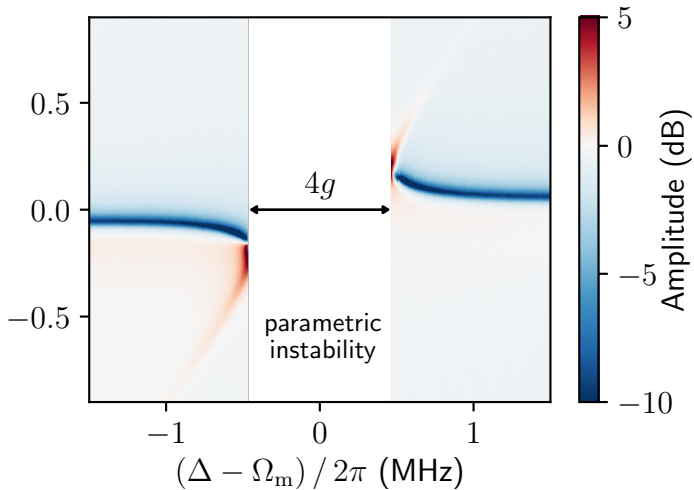 5
0.5
0
4g
0.0
−5
−0.5
parametric
instability
−10
−1
0
1
(Δ − Ωm) / 2π (MHz)
Amplitude (dB)